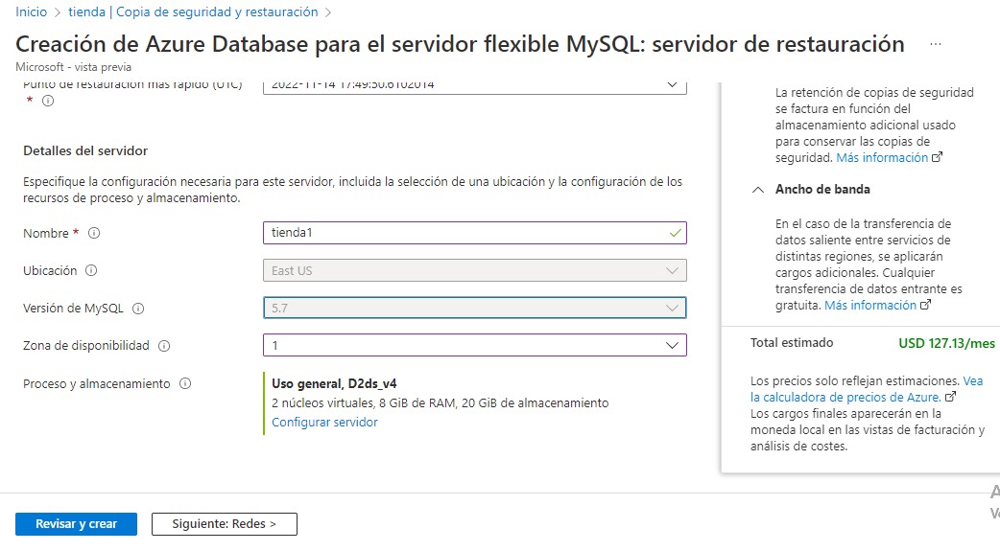 Inicio > tienda | Copia de seguridad y restauración >
Creación de Azure Database para el servidor flexible MySQL: servidor de restauración ...
Microsoft - vista previa
Punto de restauración más rápido (UTC)
*
2022-11-14 17:49:50.6102014
Detalles del servidor
Especifique la configuración necesaria para este servidor, incluida la selección de una ubicación y la configuración de los
recursos de proceso y almacenamiento.
Nombre *
tienda1
Ubicación
East US
Versión de MySQL
5.7
Zona de disponibilidad
1
Proceso y almacenamiento
Uso general, D2ds_v4
2 núcleos virtuales, 8 GiB de RAM, 20 GiB de almacenamiento
Configurar servidor
La retención de copias de seguridad
se factura en función del
almacenamiento adicional usado
para conservar las copias de
seguridad. Más información
Ancho de banda
En el caso de la transferencia de
datos saliente entre servicios de
distintas regiones, se aplicarán
cargos adicionales. Cualquier
transferencia de datos entrante es
gratuita. Más información
Total estimado
USD 127.13/mes
Los precios solo reflejan estimaciones. Vea
la calculadora de precios de Azure.
Los cargos finales aparecerán en la
moneda local en las vistas de facturación y
análisis de costes.
Revisar y crear
Siguiente: Redes >